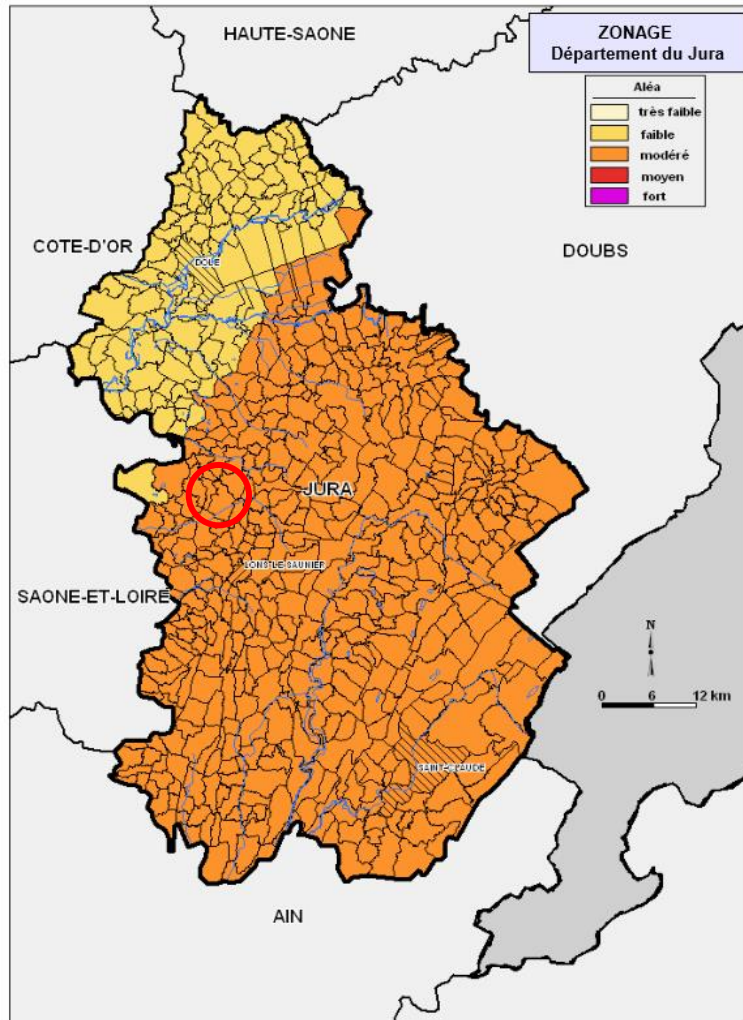 HAUTE-SAONE
ZONAGE
Département du Jura
Aléa
très faible
faible
modéré
moyen
fort
COTE-D'OR
DOLE
DOUBS
JURA
LONS-LE-SAUNIER
SAONE-ET-LOIRE
N
0 6 12 km
SAINT-CLAUDE
AIN